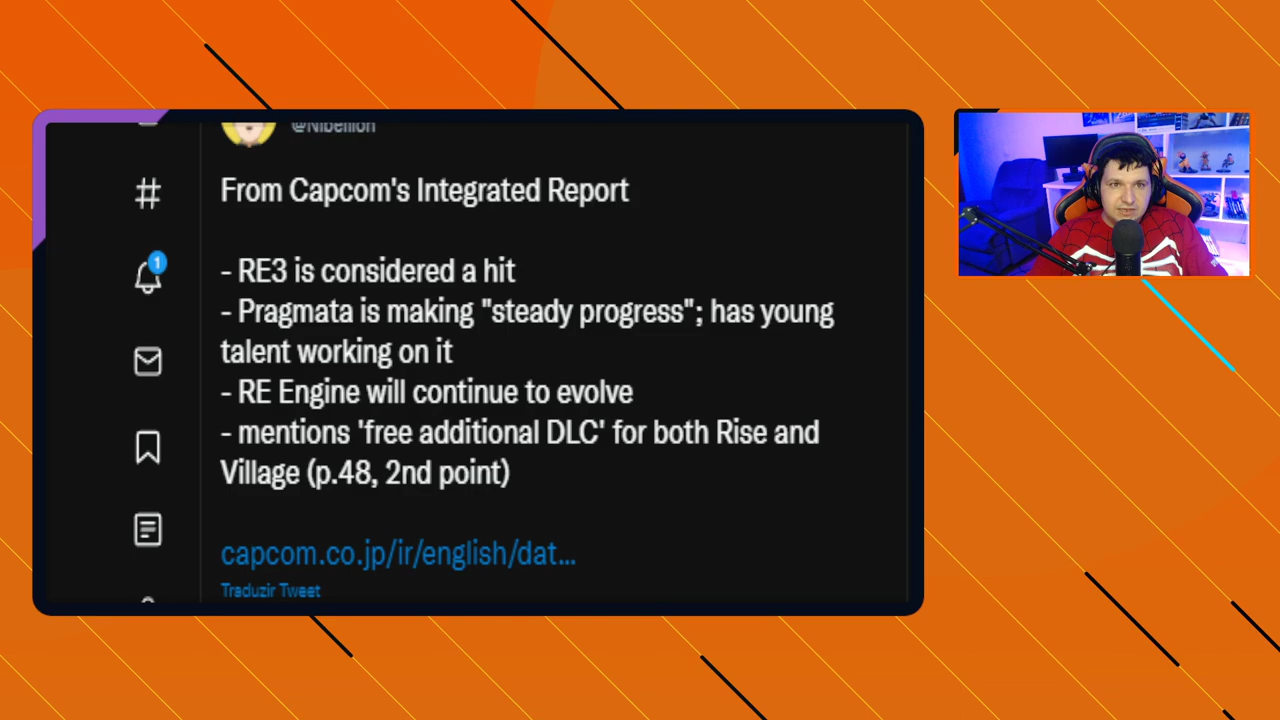 @Nibellion
From Capcom's Integrated Report
- RE3 is considered a hit
- Pragmata is making "steady progress"; has young
talent working on it
- RE Engine will continue to evolve
- mentions 'free additional DLC' for both Rise and
Village (p.48, 2nd point)
capcom.co.jp/ir/english/dat...
Traduzir Tweet
1